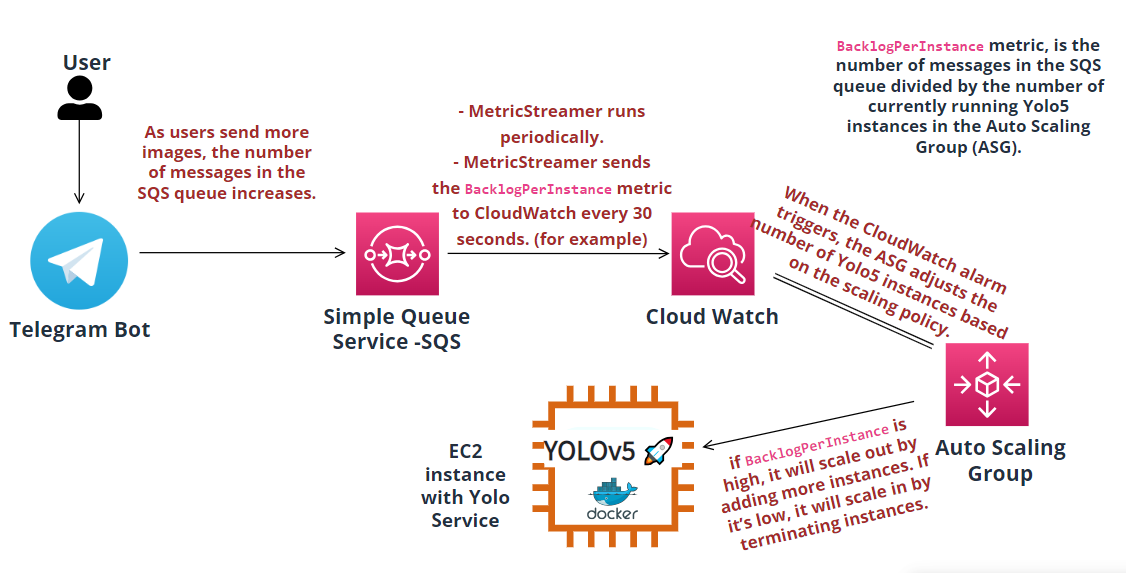 User
BacklogPerInstance metric, is the
number of messages in the SQS
queue divided by the number of
currently running Yolo5
instances in the Auto Scaling
Group (ASG).
As users send more
images, the number
of messages in the
SQS queue increases.
- MetricStreamer runs
periodically.
- MetricStreamer sends
the BacklogPerInstance metric
to CloudWatch every 30
seconds. (for example)
When the CloudWatch alarm
triggers, the ASG adjusts the
number of Yolo5 instances based
on the scaling policy.
Telegram Bot
Simple Queue
Service -SQS
Cloud Watch
Auto Scaling
Group
if BacklogPerInstance is
high, it will scale out by
adding more instances. If
it's low, it will scale in by
terminating instances.
EC2
instance
with Yolo
Service
YOLOv5
docker